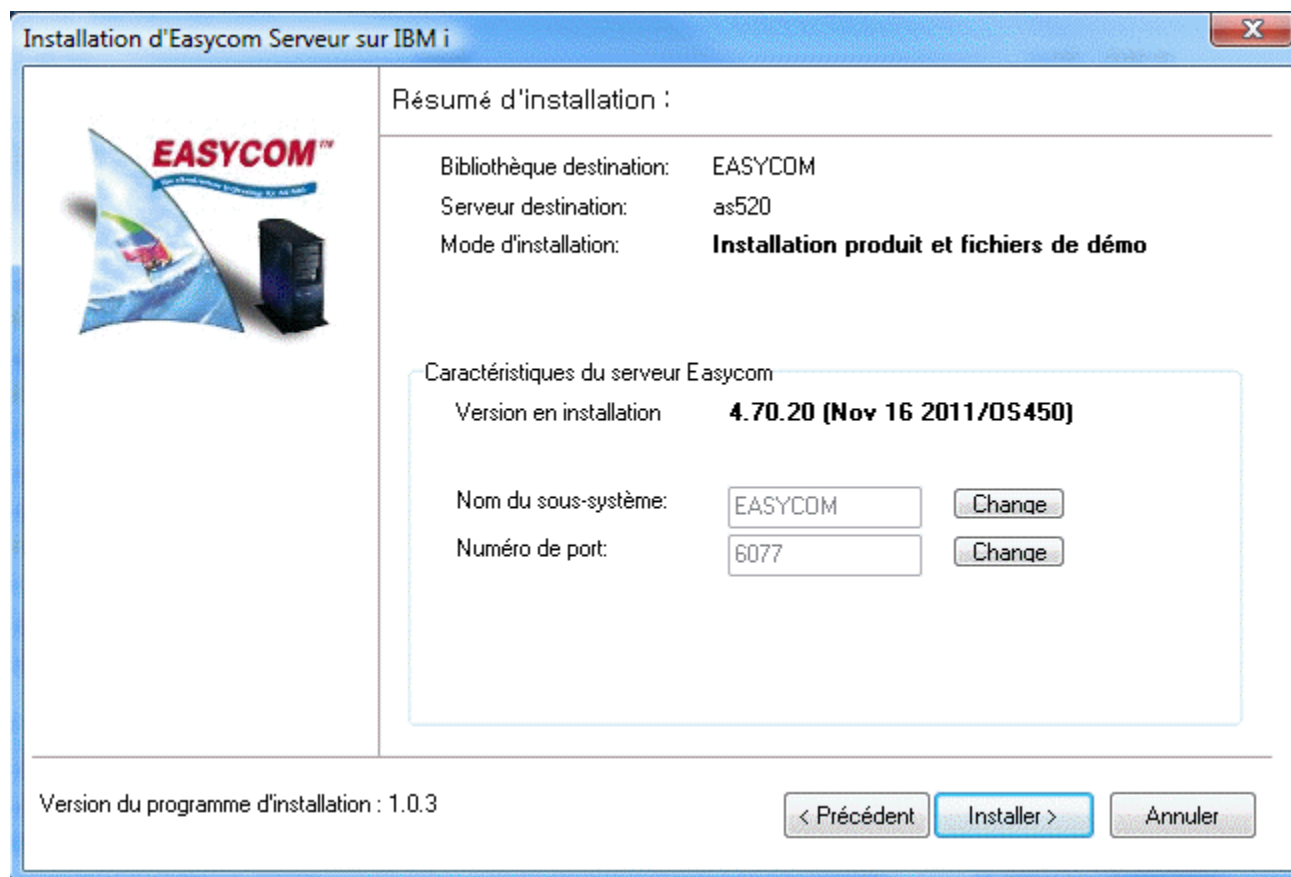 Installation d'Easycom Serveur sur IBM i
EASYCOM™
Résumé d'installation :
Bibliothèque destination: EASYCOM
Serveur destination: as520
Mode d'installation: Installation produit et fichiers de démo
Caractéristiques du serveur Easycom
Version en installation 4.70.20 (Nov 16 2011/OS450)
Nom du sous-système: EASYCOM Change
Numéro de port: 6077 Change
Version du programme d'installation : 1.0.3
< Précédent Installer > Annuler